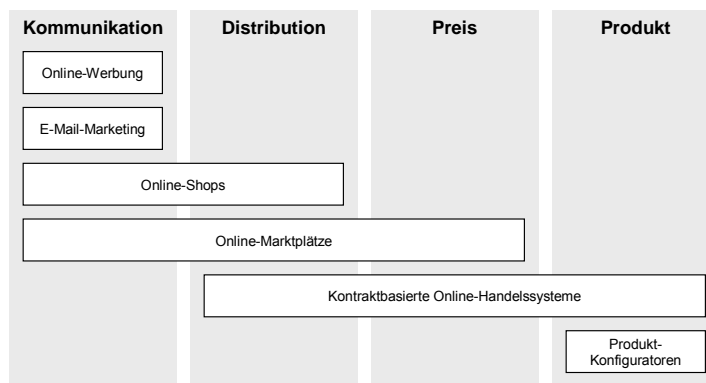 Kommunikation
Distribution
Preis
Produkt
Online-Werbung
E-Mail-Marketing
Online-Shops
Online-Marktplätze
Kontraktbasierte Online-Handelssysteme
Produkt-
Konfiguratoren